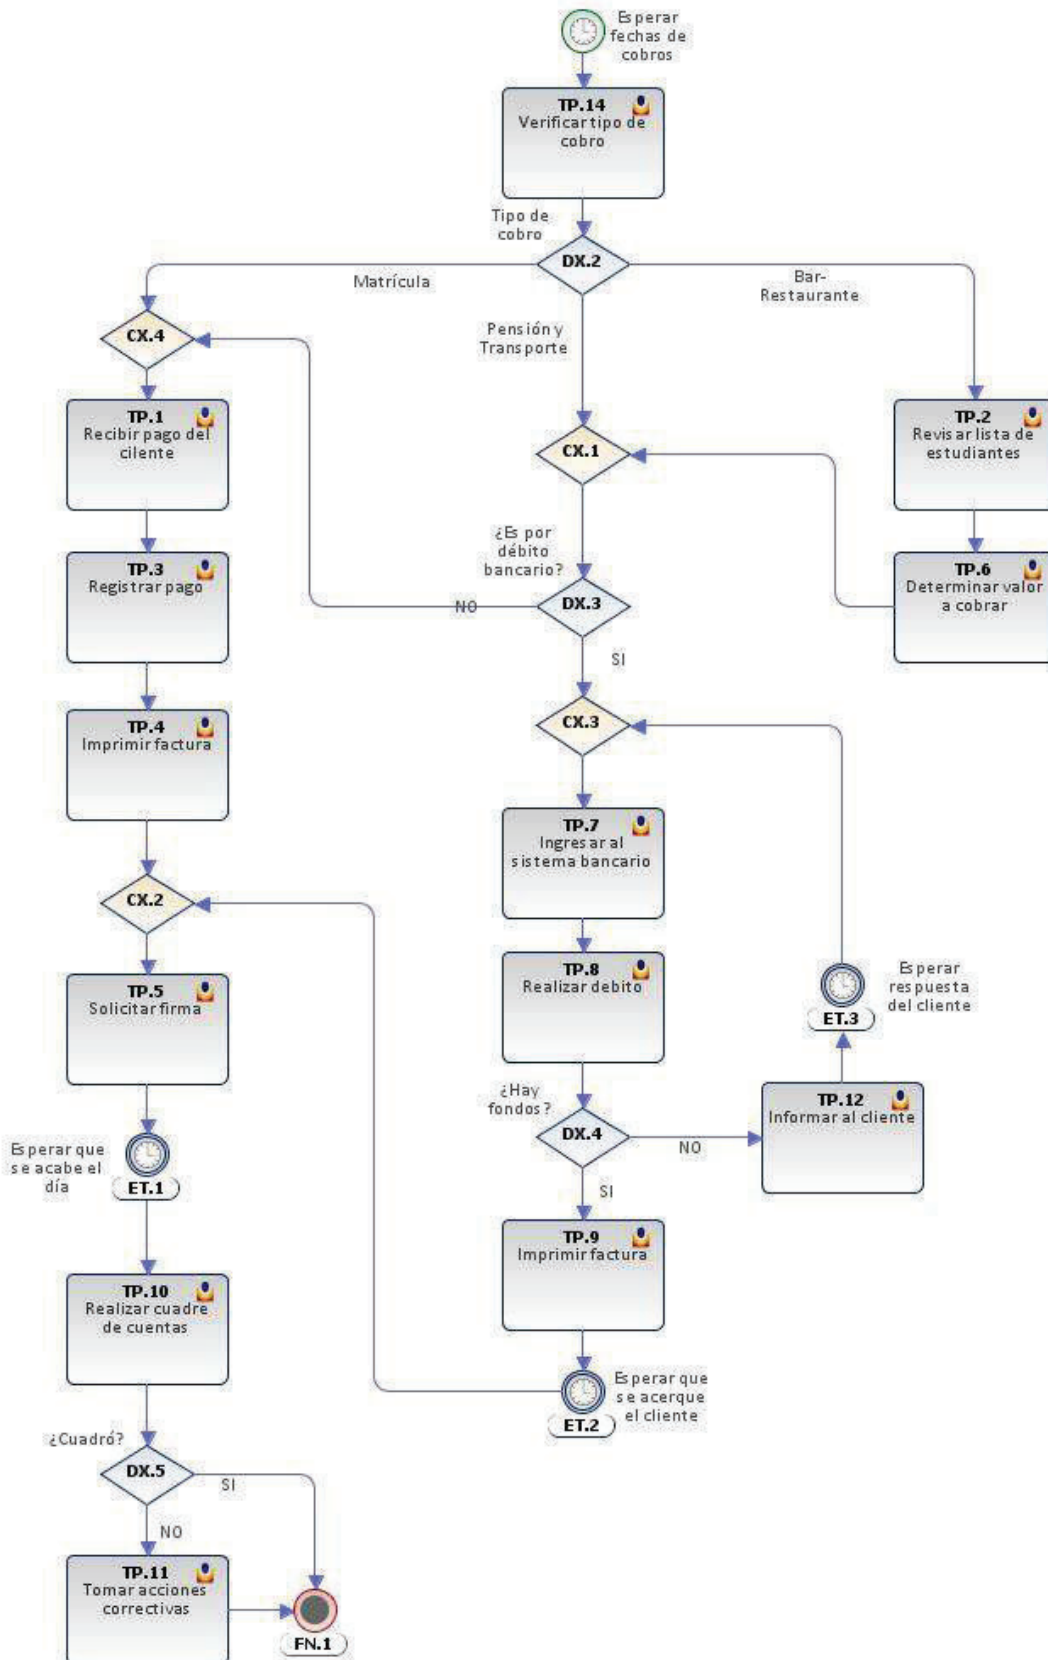 Esperar
fechas de
cobros
TP.14
Verificar tipo de
cobro
Tipo de
cobro
DX.2
Matrícula
Bar-
Restaurante
Pensión y
Transporte
CX.4
TP.1
Recibir pago del
cilente
TP.2
Revisar lista de
estudiantes
CX.1
¿Es por
débito
bancario?
TP.3
Registrar pago
TP.6
Determinar valor
a cobrar
DX.3
NO
SI
CX.3
TP.4
Imprimir factura
TP.7
Ingresar al
sistema bancario
CX.2
TP.8
Realizar debito
Esperar
respuesta
del cliente
ET.3
TP.5
Solicitar firma
¿Hay
fondos?
DX.4
NO
SI
TP.12
Informar al cliente
Esperar que
se acabe el
día
ET.1
TP.9
Imprimir factura
TP.10
Realizar cuadre
de cuentas
Esperar que
se acerque
el cliente
ET.2
¿Cuadró?
DX.5
SI
NO
TP.11
Tomar acciones
correctivas
FN.1